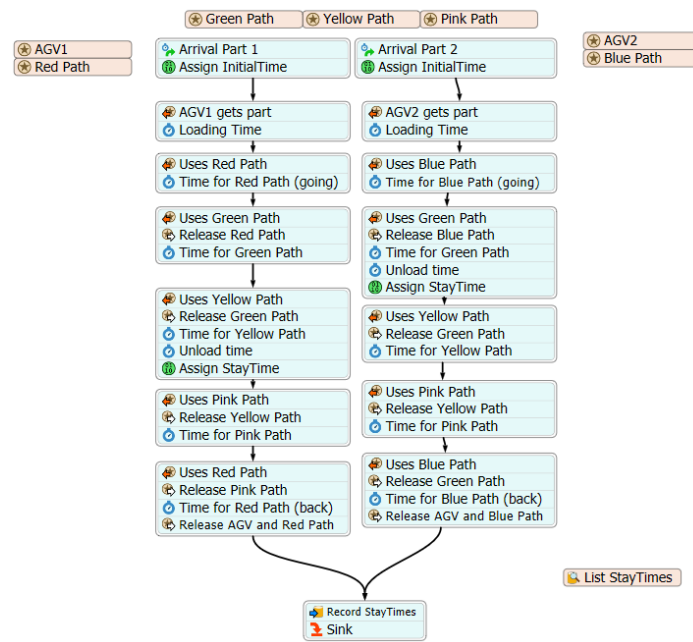 Green Path
Yellow Path
Pink Path
AGV1
Red Path
AGV2
Blue Path
Arrival Part 1
Assign InitialTime
AGV1 gets part
Loading Time
Uses Red Path
Time for Red Path (going)
Uses Green Path
Release Red Path
Time for Green Path
Uses Yellow Path
Release Green Path
Time for Yellow Path
Unload time
Assign StayTime
Uses Pink Path
Release Yellow Path
Time for Pink Path
Uses Red Path
Release Pink Path
Time for Red Path (back)
Release AGV and Red Path
Arrival Part 2
Assign InitialTime
AGV2 gets part
Loading Time
Uses Blue Path
Time for Blue Path (going)
Uses Green Path
Release Blue Path
Time for Green Path
Unload time
Assign StayTime
Uses Yellow Path
Release Green Path
Time for Yellow Path
Uses Pink Path
Release Yellow Path
Time for Pink Path
Uses Blue Path
Release Green Path
Time for Blue Path (back)
Release AGV and Blue Path
List StayTimes
Record StayTimes
Sink